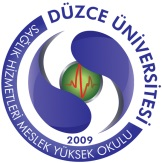 DÜZCE ÜNİVERSİTESİ
SAĞLIK HİZMETLERİ MESLEK YÜKSEK OKULU
2009